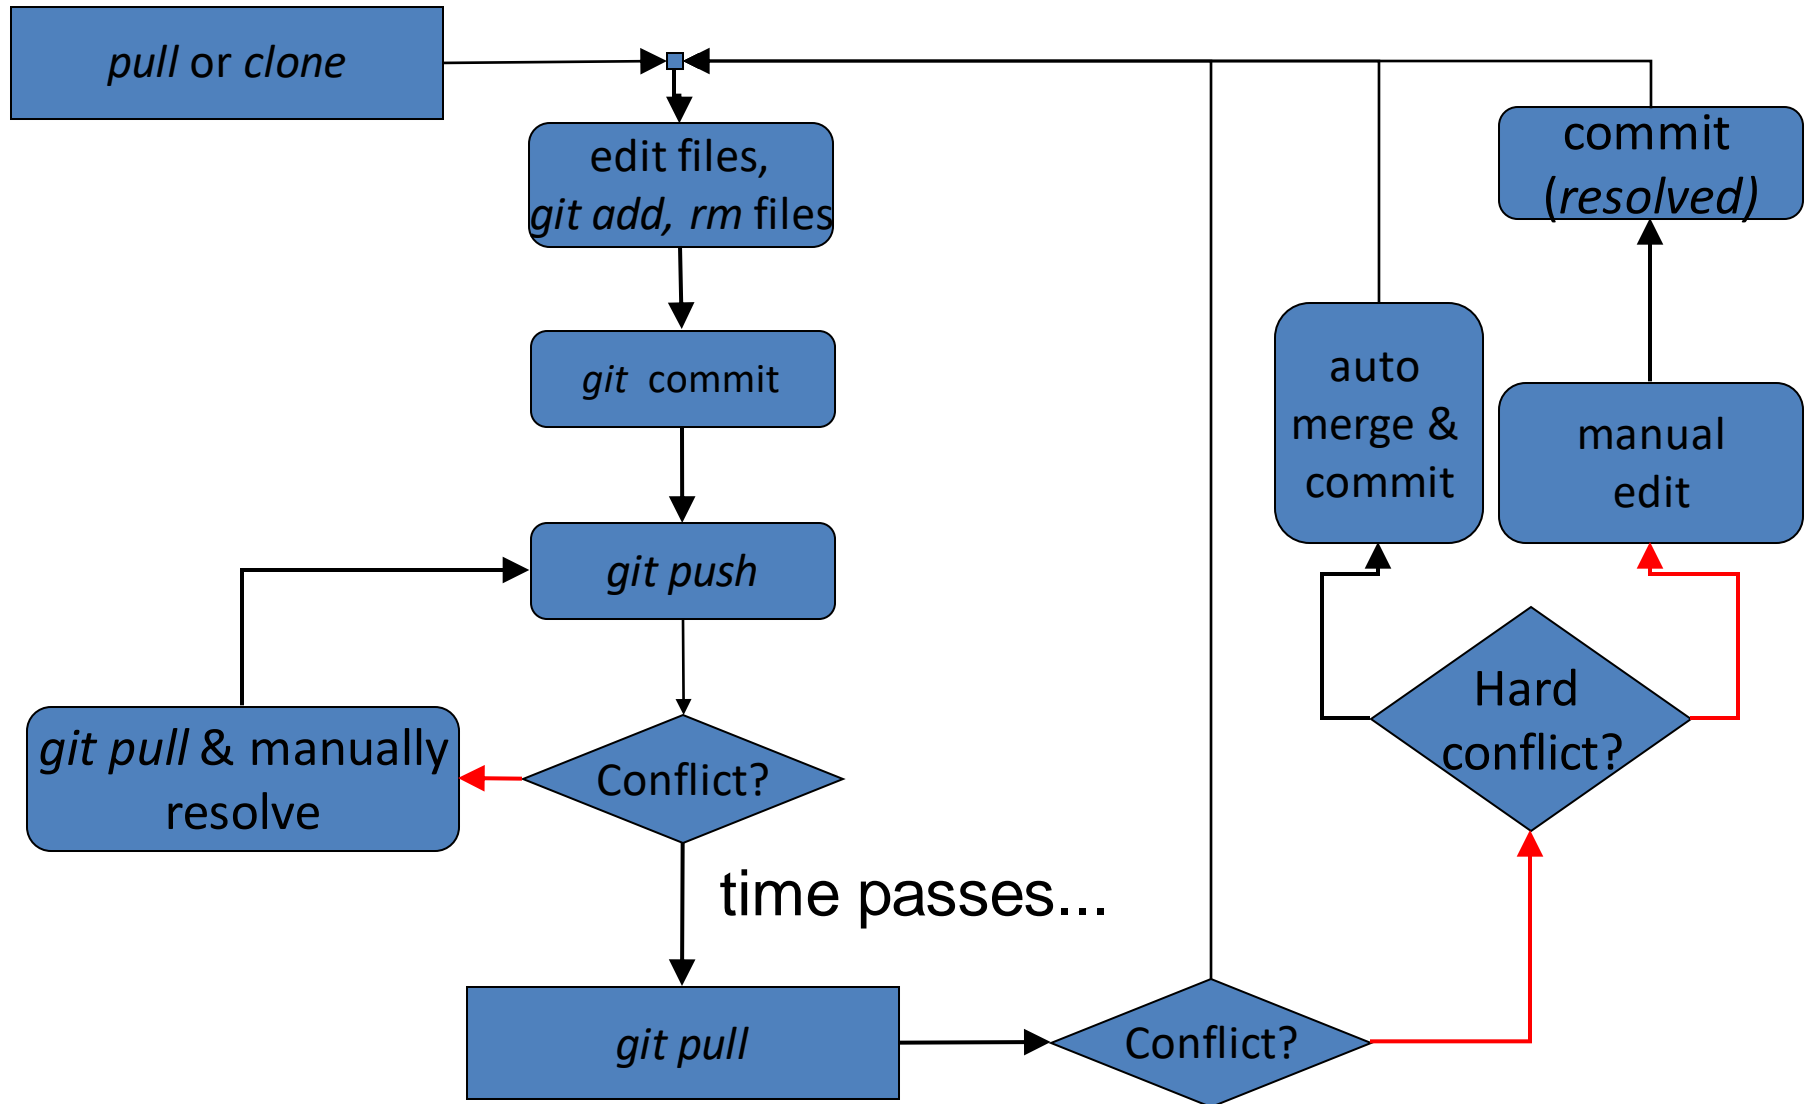 pull or clone
edit files,
git add, rm files
git commit
git push
git pull & manually
resolve
Conflict?
time passes...
git pull
Conflict?
Hard
conflict?
auto
merge &
commit
manual
edit
commit
(resolved)